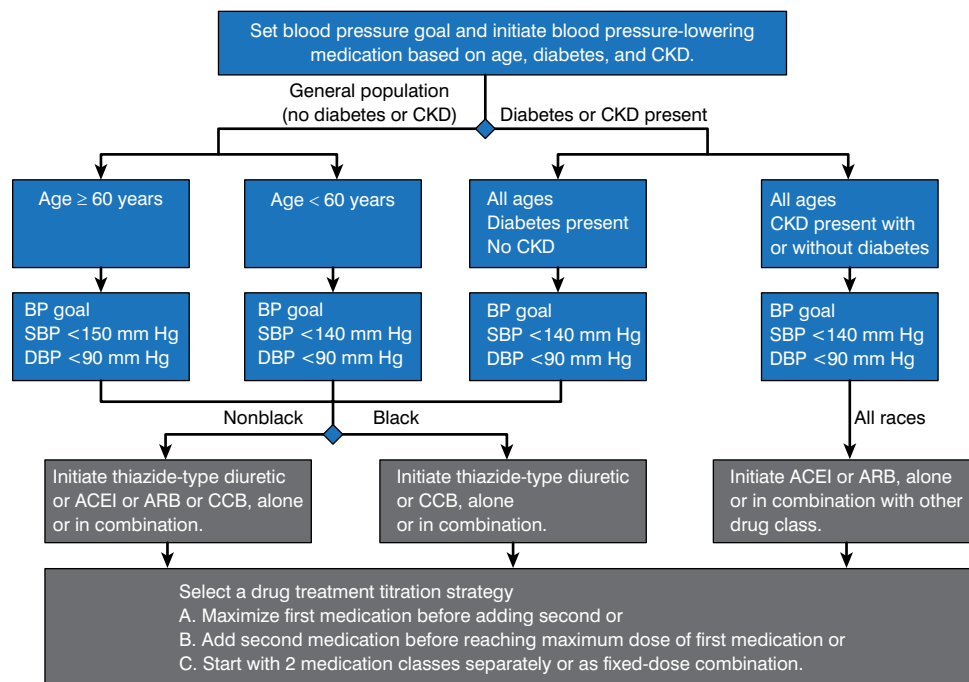 Set blood pressure goal and initiate blood pressure-lowering
medication based on age, diabetes, and CKD.
General population
(no diabetes or CKD)
Diabetes or CKD present
Age ≥ 60 years
Age < 60 years
All ages
Diabetes present
No CKD
All ages
CKD present with
or without diabetes
BP goal
SBP <150 mm Hg
DBP <90 mm Hg
BP goal
SBP <140 mm Hg
DBP <90 mm Hg
BP goal
SBP <140 mm Hg
DBP <90 mm Hg
BP goal
SBP <140 mm Hg
DBP <90 mm Hg
Nonblack
Black
All races
Initiate thiazide-type diuretic
or ACEI or ARB or CCB, alone
or in combination.
Initiate thiazide-type diuretic
or CCB, alone
or in combination.
Initiate ACEI or ARB, alone
or in combination with other
drug class.
Select a drug treatment titration strategy
A. Maximize first medication before adding second or
B. Add second medication before reaching maximum dose of first medication or
C. Start with 2 medication classes separately or as fixed-dose combination.